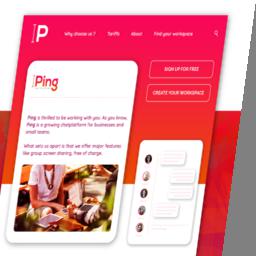 P
Why choose us ?
Tariffs
About
Find your workspace
Ping
SIGN UP FOR FREE
CREATE YOUR WORKSPACE
Ping is thrilled to be working with you. As you know,
Ping is a growing chatplatform for businesses and
small teams.
What sets us apart is that we offer major features
like group screen sharing, free of charge.